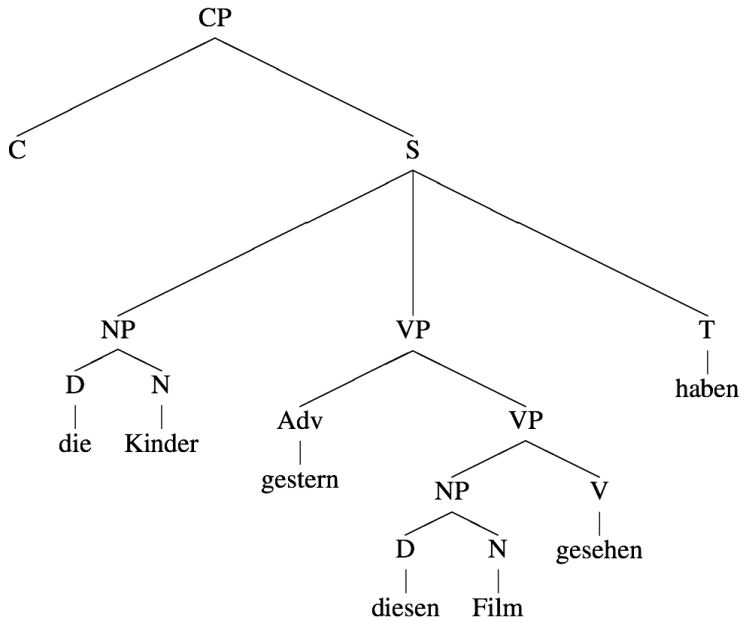 CP
C S
NP VP T
D N haben
Adv VP
die Kinder
gestern
NP V
D N gesehen
diesen Film